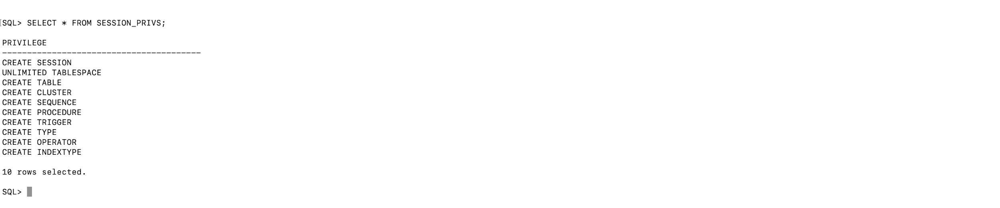 SQL> SELECT * FROM SESSION_PRIVS;
PRIVILEGE
----------------------------------------
CREATE SESSION
UNLIMITED TABLESPACE
CREATE TABLE
CREATE CLUSTER
CREATE SEQUENCE
CREATE PROCEDURE
CREATE TRIGGER
CREATE TYPE
CREATE OPERATOR
CREATE INDEXTYPE
10 rows selected.
SQL>